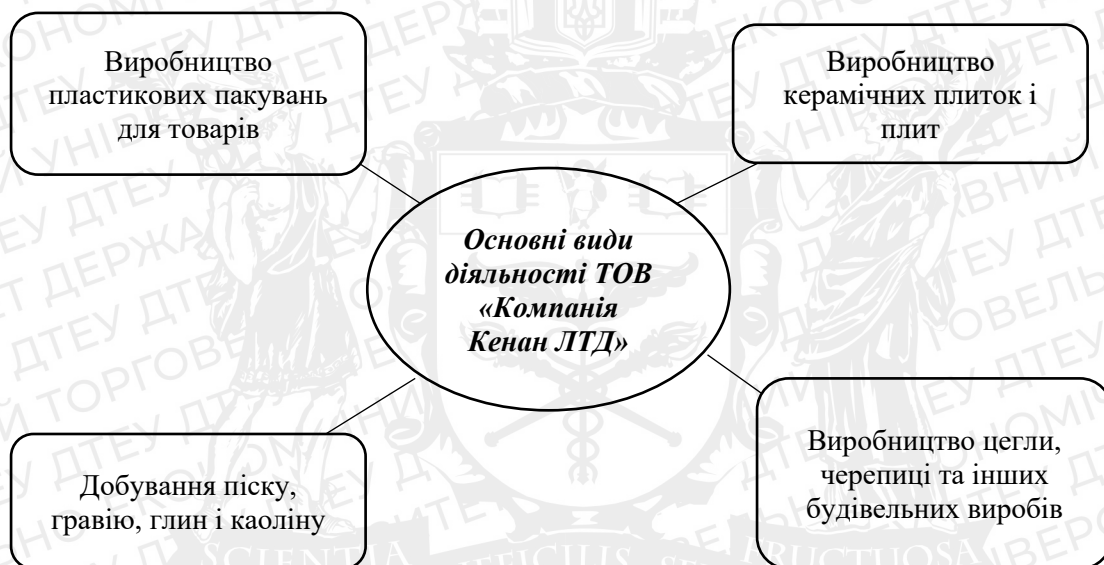 Виробництво
пластикових пакувань
для товарів
Виробництво
керамічних плиток і
плит
Основні види
діяльності ТОВ
«Компанія
Кенан ЛТД»
Добування піску,
гравію, глин і каоліну
Виробництво цегли,
черепиці та інших
будівельних виробів